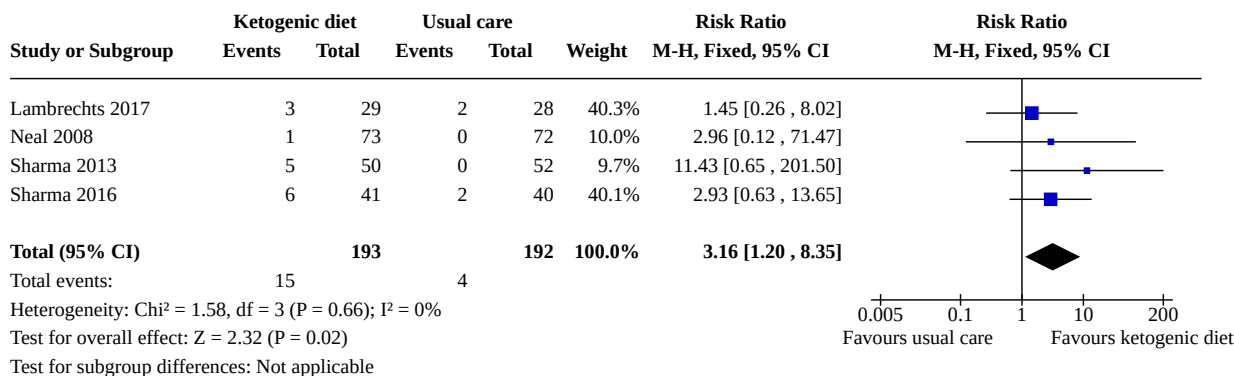 Ketogenic diet Usual care Risk Ratio Risk Ratio
Study or Subgroup Events Total Events Total Weight M-H, Fixed, 95% CI M-H, Fixed, 95% CI
Lambrechts 2017 3 29 2 28 40.3% 1.45 [0.26 , 8.02]
Neal 2008 1 73 0 72 10.0% 2.96 [0.12 , 71.47]
Sharma 2013 5 50 0 52 9.7% 11.43 [0.65 , 201.50]
Sharma 2016 6 41 2 40 40.1% 2.93 [0.63 , 13.65]
Total (95% CI) 193 192 100.0% 3.16 [1.20 , 8.35]
Total events: 15 4
Heterogeneity: Chi² = 1.58, df = 3 (P = 0.66); I² = 0%
0.005 0.1 1 10 200
Test for overall effect: Z = 2.32 (P = 0.02) Favours usual care Favours ketogenic diet
Test for subgroup differences: Not applicable